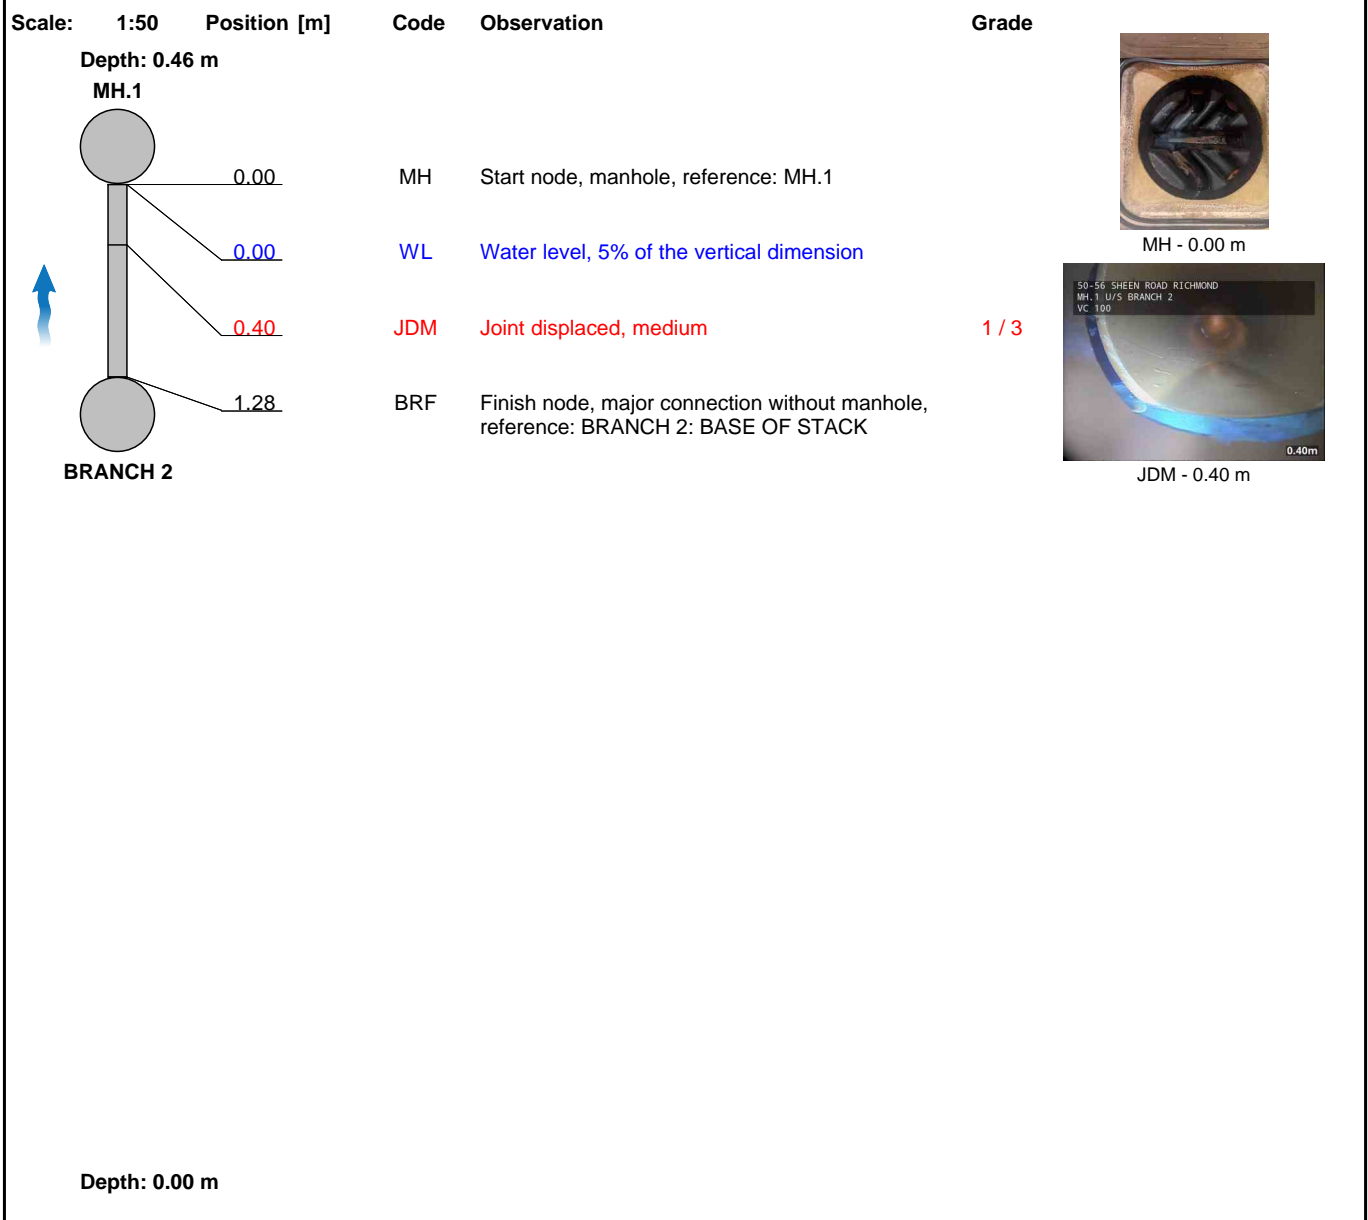 Scale: 1:50 Position [m] Code Observation Grade
Depth: 0.46 m
MH.1
0.00 MH Start node, manhole, reference: MH.1
0.00 WL Water level, 5% of the vertical dimension
0.40 JDM Joint displaced, medium 1 / 3
1.28 BRF Finish node, major connection without manhole,
reference: BRANCH 2: BASE OF STACK
BRANCH 2
MH - 0.00 m
50-56 SHEEN ROAD RICHMOND
MH.1 U/S BRANCH 2
VC 100
0.40m
JDM - 0.40 m
Depth: 0.00 m